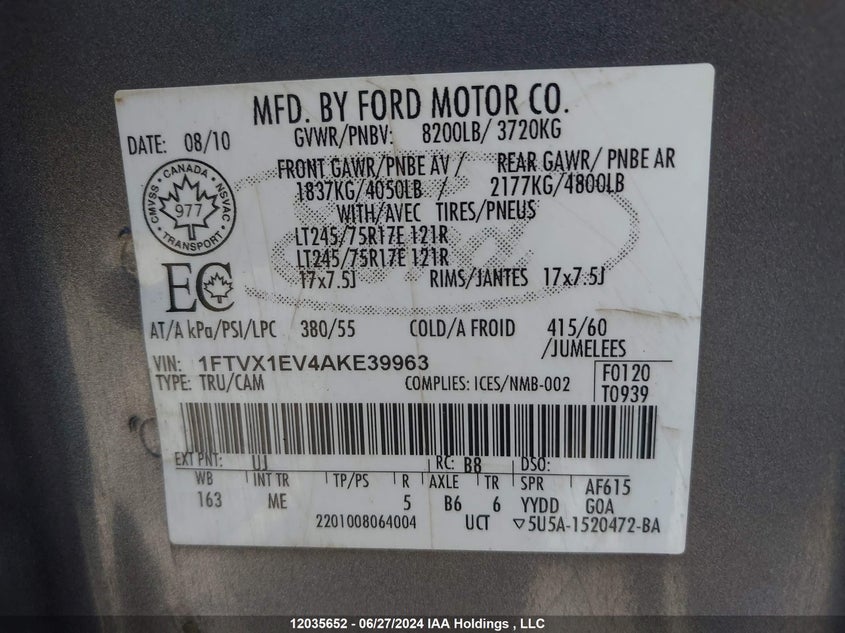 MFD. BY FORD MOTOR CO.
DATE: 08/10 GVWR/PNBV: 8200LB/ 3720KG
FRONT GAWR/PNBE AV / REAR GAWR/ PNBE AR
1837KG/4050LB / 2177KG/4800LB
WITH/AVEC TIRES/PNEUS
CANADA
CMVSS NSVAC
977
TRANSPORT
LT245/75R17E 121R
LT245/75R17E 121R
17x7.5J RIMS/JANTES 17x7.5J
EC
AT/A kPa/PSI/LPC 380/55 COLD/A FROID 415/60
/JUMELEES
VIN: 1FTVX1EV4AKE39963
TYPE: TRU/CAM COMPLIES: ICES/NMB-002
F0120
T0939
EXT PNT: UJ RC: B8 DSO:
WB INT TR TP/PS R AXLE TR SPR AF615
163 ME 5 B6 6 YYDD GOA
2201008064004 UCT ▽5U5A-1520472-BA
12035652 - 06/27/2024 IAA Holdings , LLC